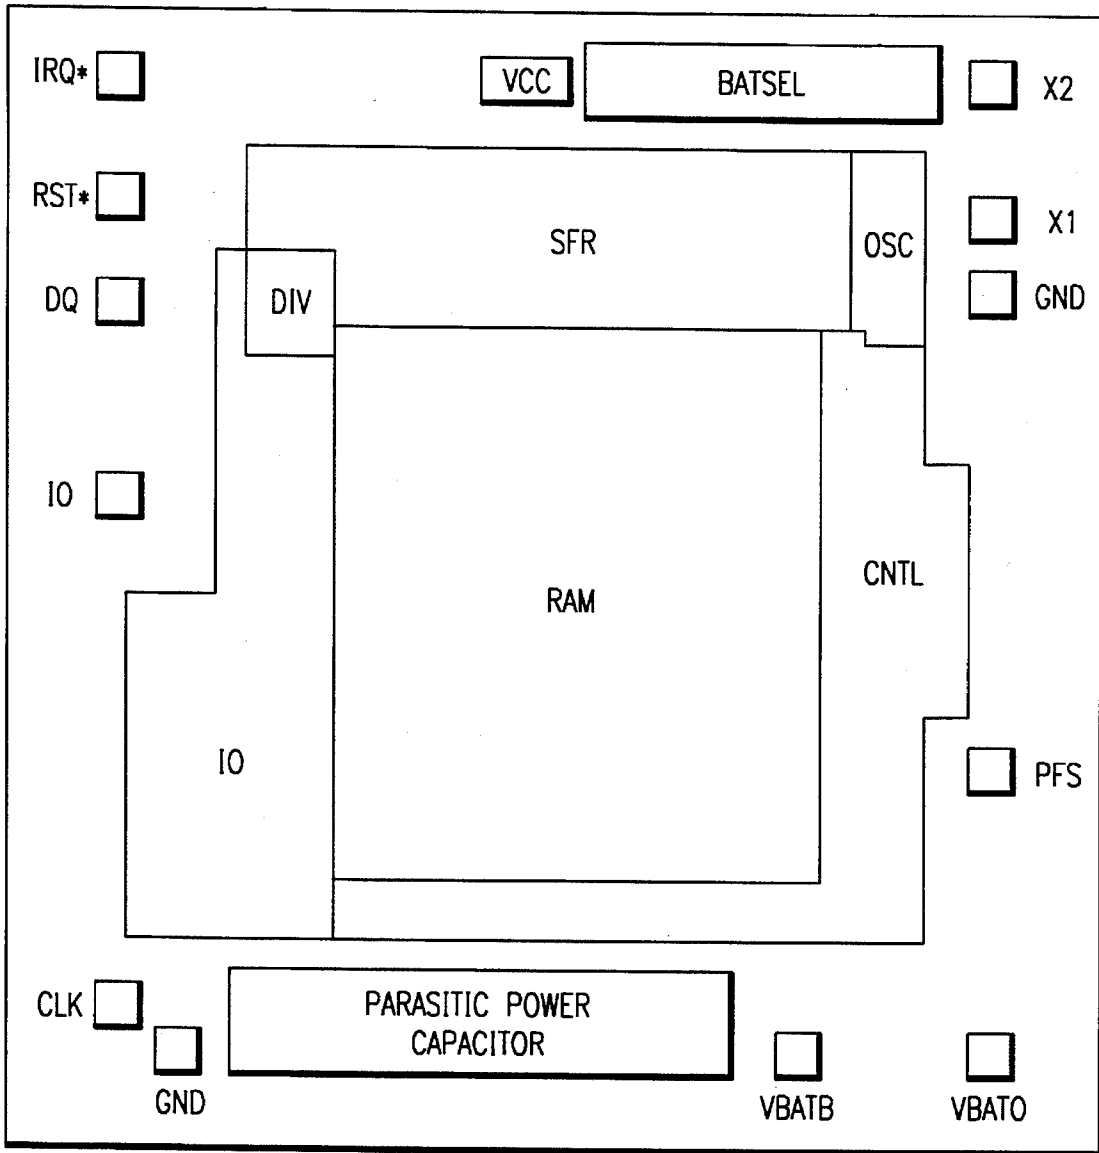 IRQ*
VCC
BATSEL
X2
RST*
SFR
OSC
X1
DQ
DIV
GND
IO
RAM
CNTL
IO
PFS
CLK
PARASITIC POWER
CAPACITOR
GND
VBATB
VBATO